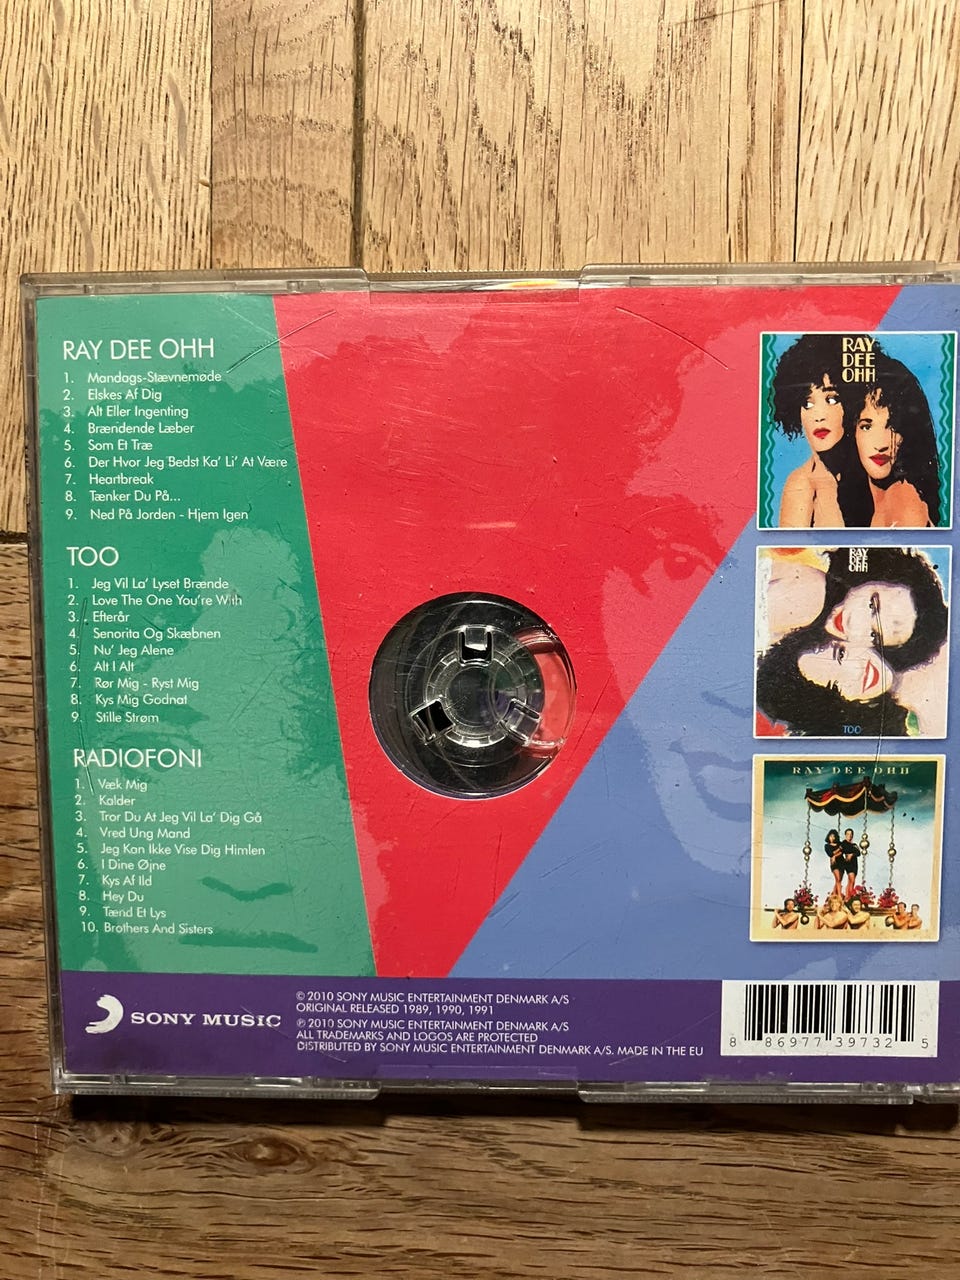 RAY DEE OHH
1. Mandags-Stævnemøde
2. Elskes Af Dig
3. Alt Eller Ingenting
4. Brændende Læber
5. Som Et Træ
6. Der Hvor Jeg Bedst Ka' Li' At Være
7. Heartbreak
8. Tænker Du På...
9. Ned På Jorden - Hjem Igen
TOO
1. Jeg Vil La' Lyset Brænde
2. Love The One You're With
3. Efterår
4. Senorita Og Skæbnen
5. Nu' Jeg Alene
6. Alt I Alt
7. Rør Mig - Ryst Mig
8. Kys Mig Godnat
9. Stille Strøm
RADIOFONI
1. Væk Mig
2. Kalder
3. Tror Du At Jeg Vil La' Dig Gå
4. Vred Ung Mand
5. Jeg Kan Ikke Vise Dig Himlen
6. I Dine Øjne
7. Kys Af Ild
8. Hey Du
9. Tænd Et Lys
10. Brothers And Sisters
RAY
DEE
OHH
RAY
DEE
OHH
TOO
RAY DEE OHH
SONY MUSIC
© 2010 SONY MUSIC ENTERTAINMENT DENMARK A/S
ORIGINAL RELEASED 1989, 1990, 1991
℗ 2010 SONY MUSIC ENTERTAINMENT DENMARK A/S
ALL TRADEMARKS AND LOGOS ARE PROTECTED
DISTRIBUTED BY SONY MUSIC ENTERTAINMENT DENMARK A/S. MADE IN THE EU
8 86977 39732 5